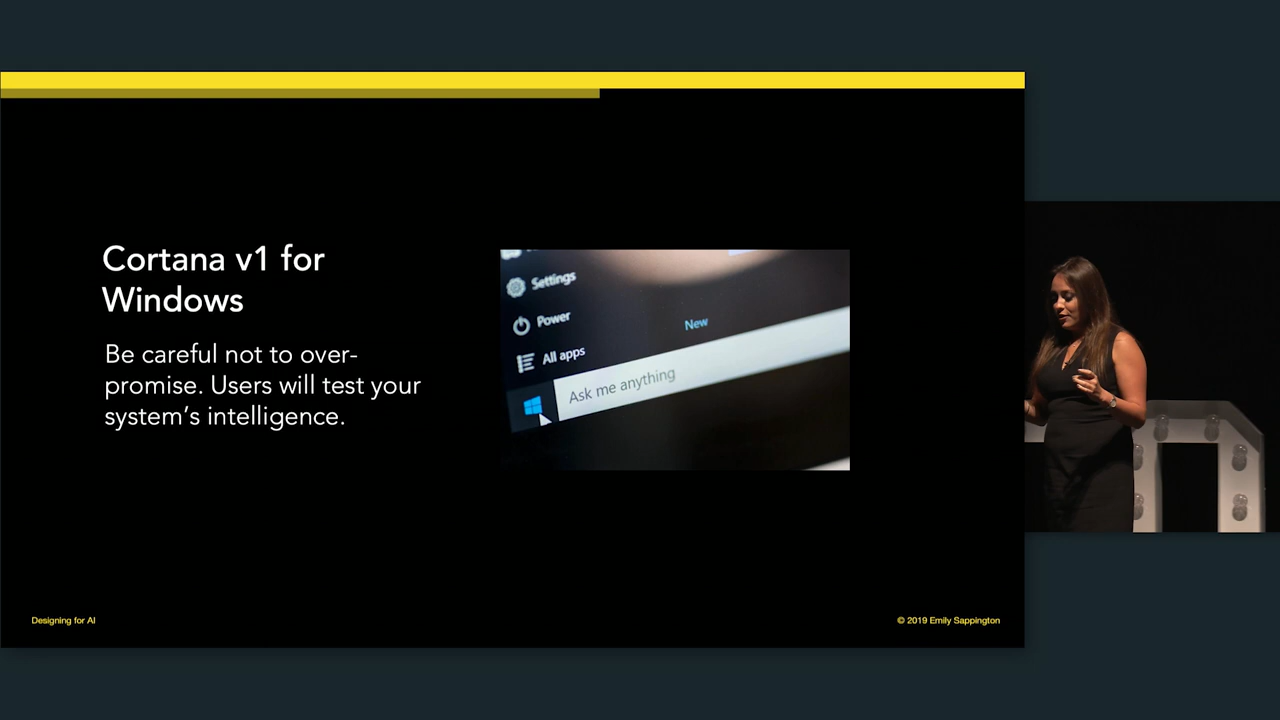 Cortana v1 for
Windows
Be careful not to over-
promise. Users will test your
system's intelligence.
Settings
Power
New
All apps
Ask me anything
Designing for AI
© 2019 Emily Sappington